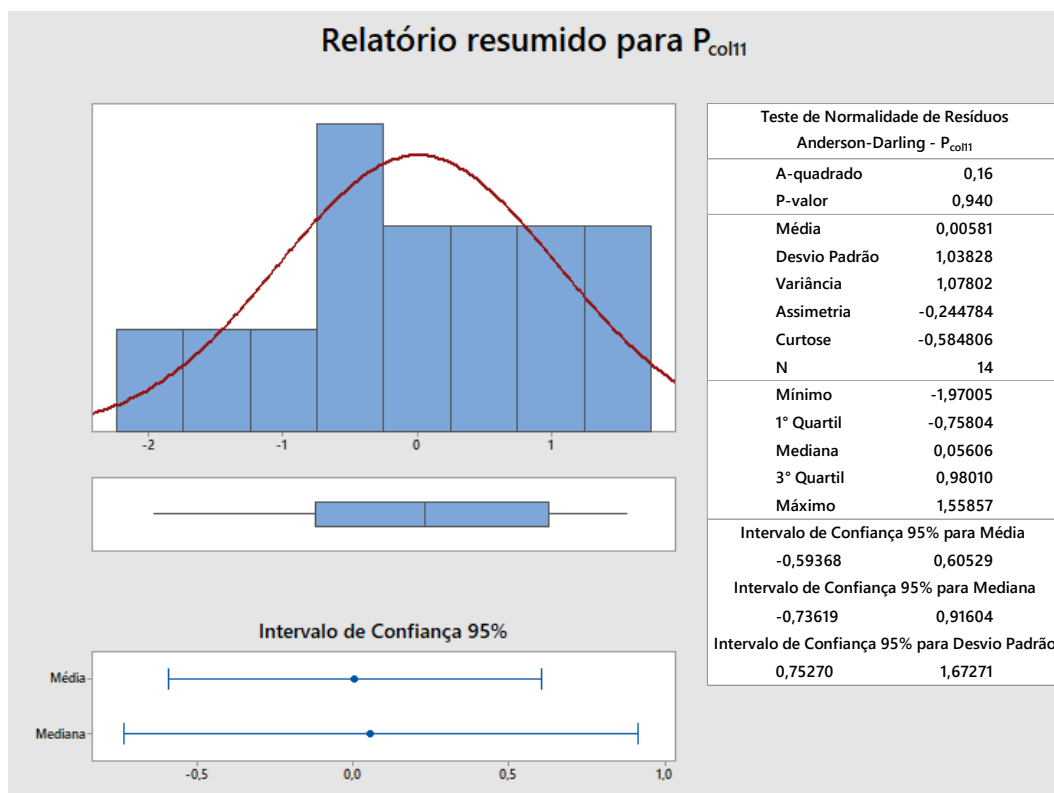 Relatório resumido para Pcol11
-2 -1 0 1
Teste de Normalidade de Resíduos
Anderson-Darling - Pcol11
A-quadrado 0,16
P-valor 0,940
Média 0,00581
Desvio Padrão 1,03828
Variância 1,07802
Assimetria -0,244784
Curtose -0,584806
N 14
Mínimo -1,97005
1° Quartil -0,75804
Mediana 0,05606
3° Quartil 0,98010
Máximo 1,55857
Intervalo de Confiança 95% para Média
-0,59368 0,60529
Intervalo de Confiança 95% para Mediana
-0,73619 0,91604
Intervalo de Confiança 95% para Desvio Padrão
0,75270 1,67271
Intervalo de Confiança 95%
Média
Mediana
-0,5 0,0 0,5 1,0